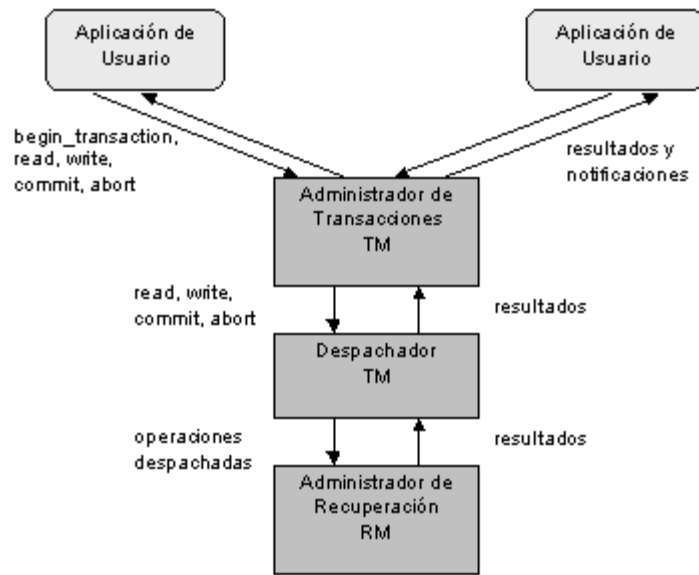 Aplicación de
Usuario
Aplicación de
Usuario
begin_transaction,
read, write,
commit, abort
resultados y
notificaciones
Administrador de
Transacciones
TM
read, write,
commit, abort
resultados
Despachador
TM
operaciones
despachadas
resultados
Administrador de
Recuperación
RM